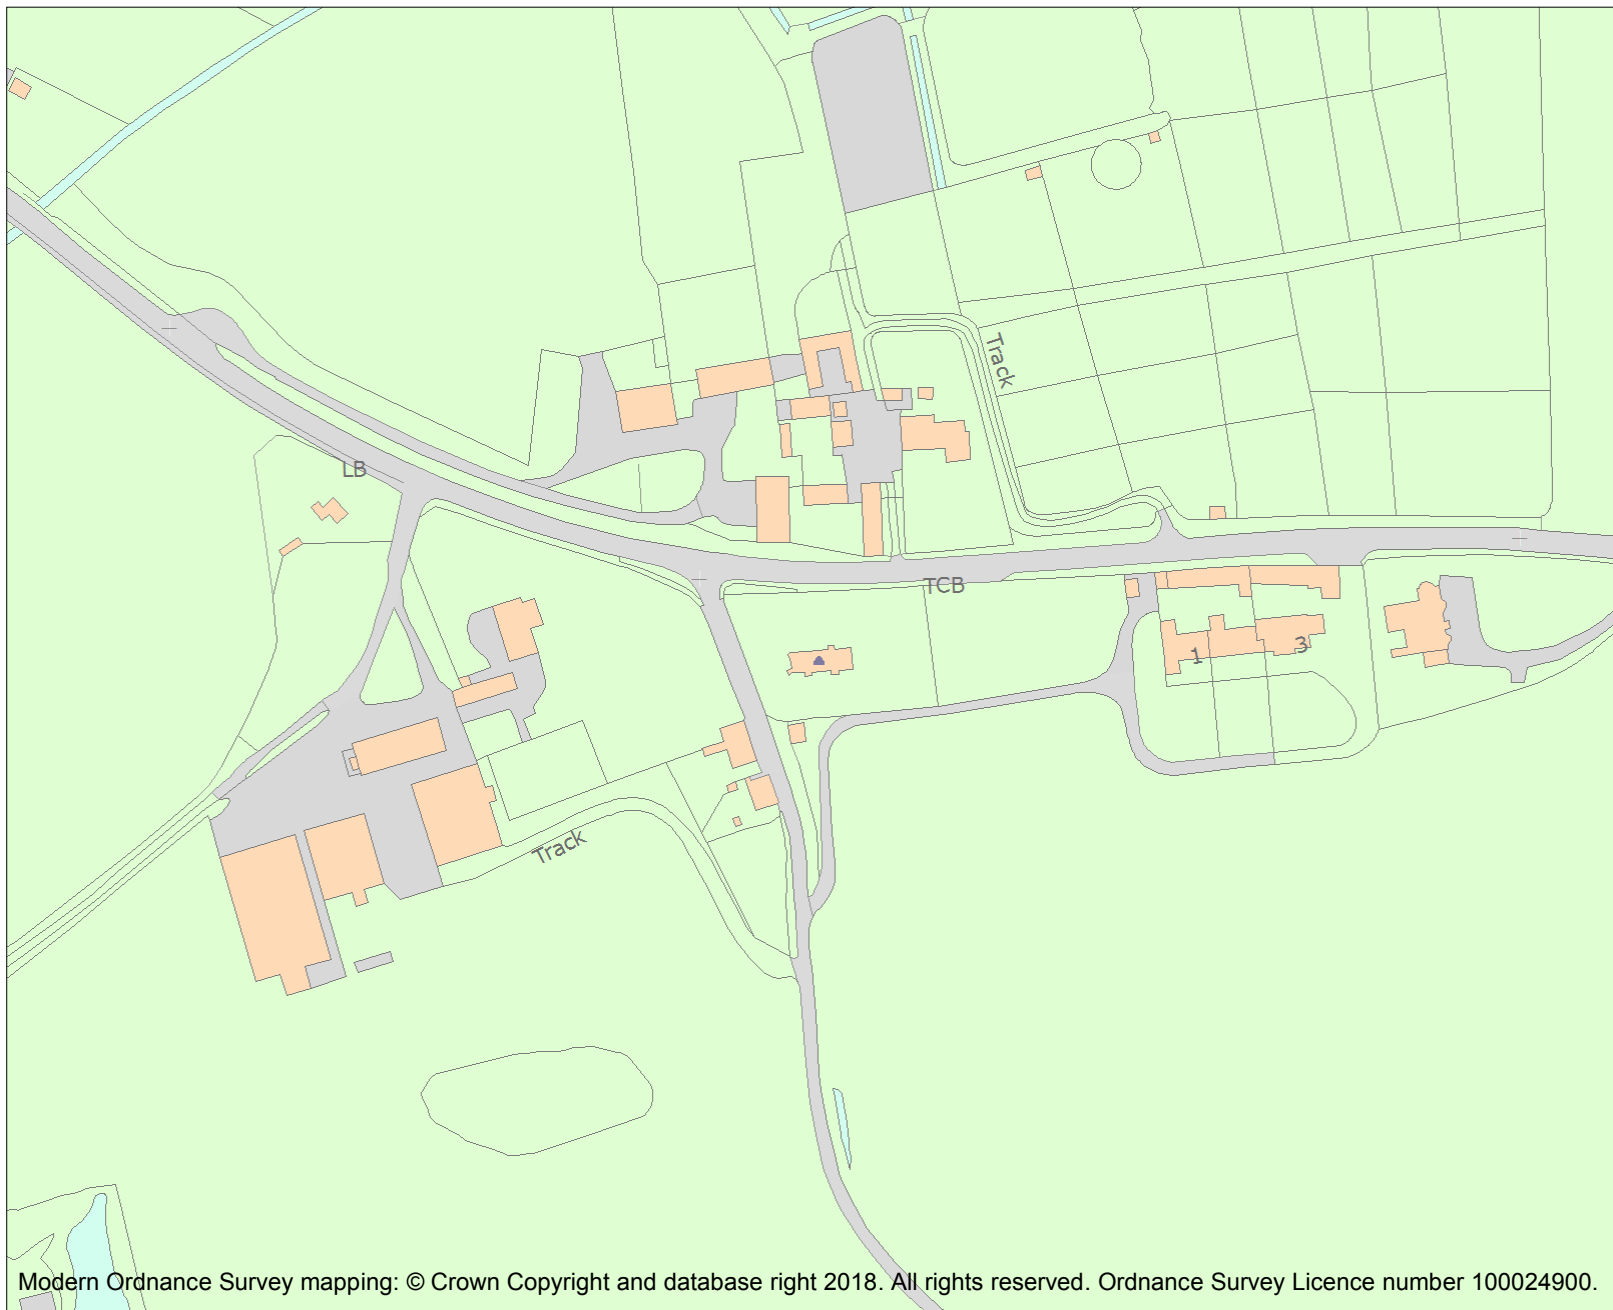 Track
LB
TCB
1
3
Track
Modern Ordnance Survey mapping: © Crown Copyright and database right 2018. All rights reserved. Ordnance Survey Licence number 100024900.